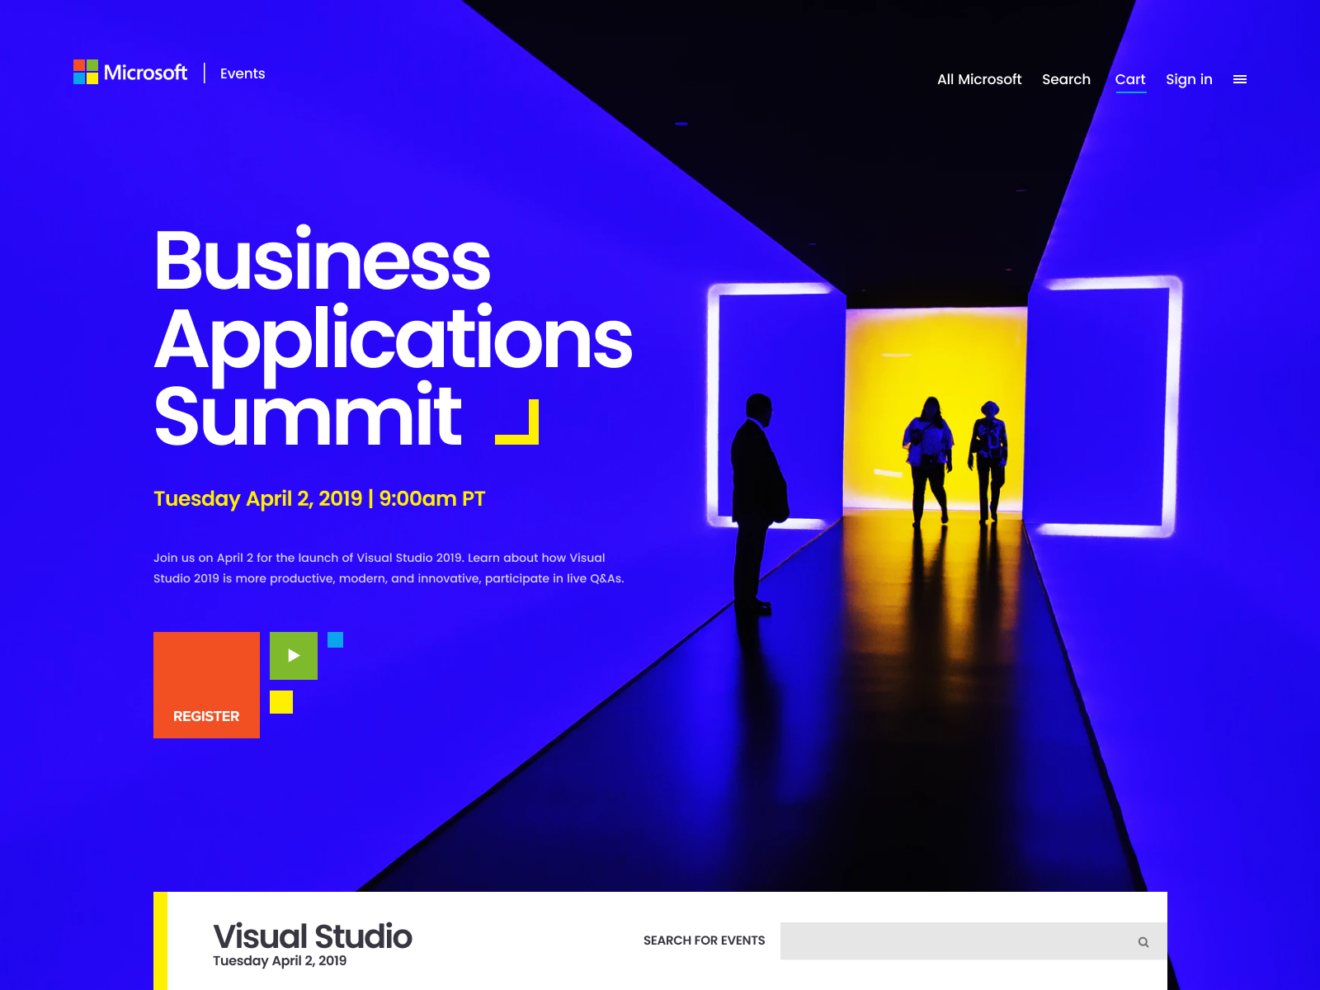 Microsoft | Events
All Microsoft Search Cart Sign in
Business
Applications
Summit
Tuesday April 2, 2019 | 9:00am PT
Join us on April 2 for the launch of Visual Studio 2019. Learn about how Visual
Studio 2019 is more productive, modern, and innovative, participate in live Q&As.
REGISTER
Visual Studio
Tuesday April 2, 2019
SEARCH FOR EVENTS